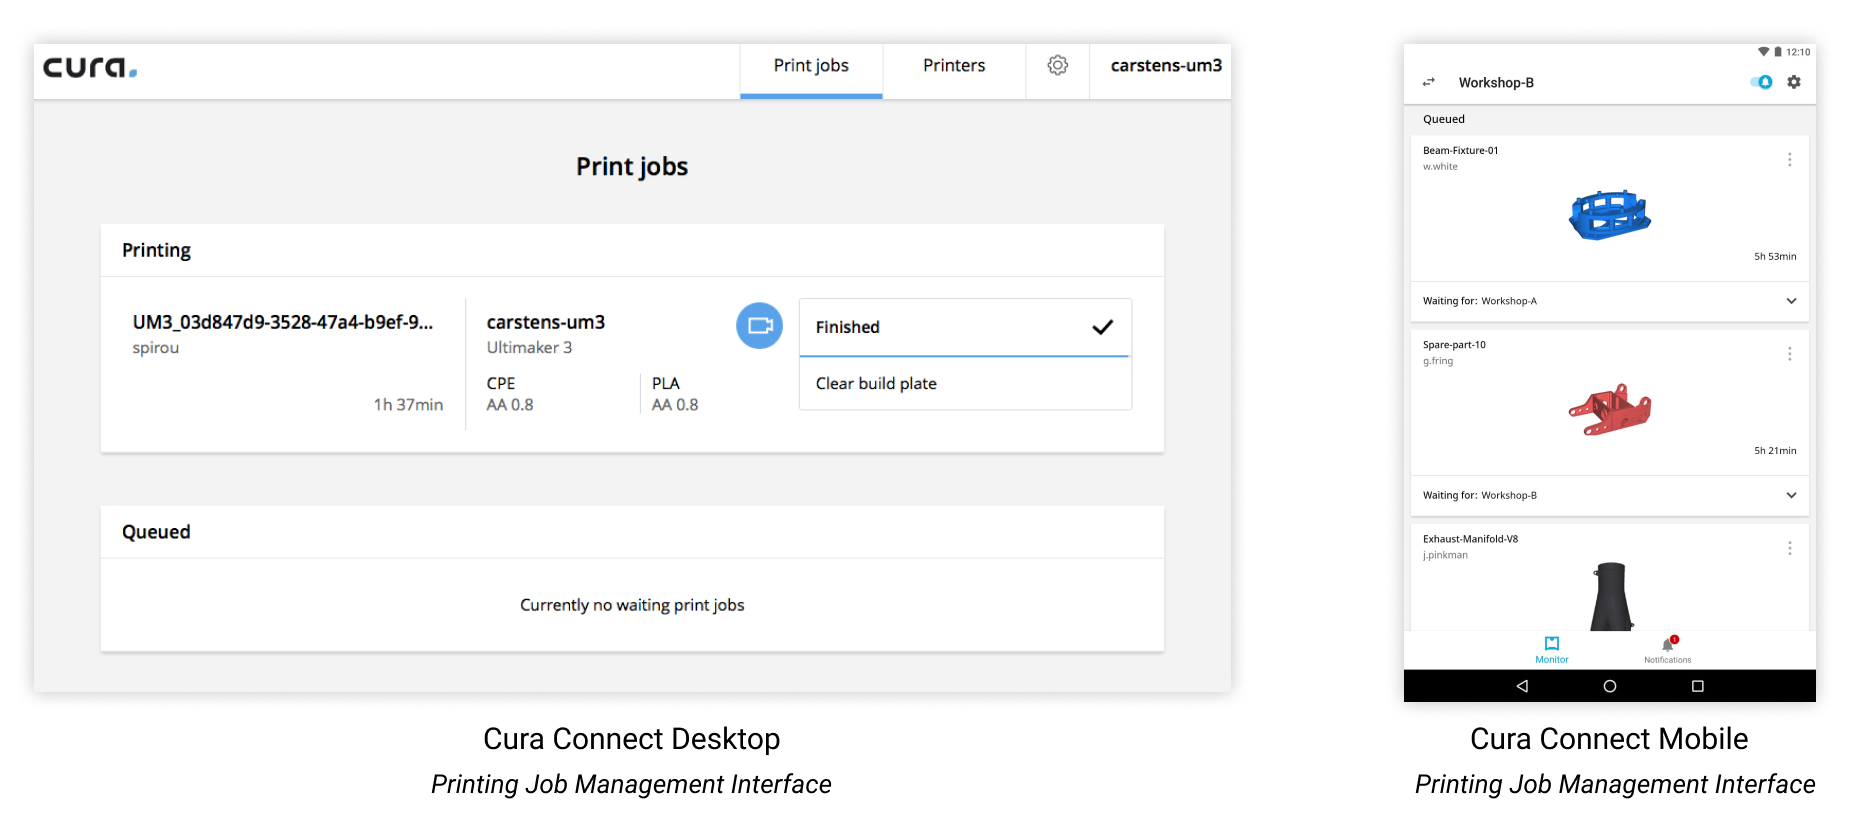 cura.
Print jobs
Printers
carstens-um3
Print jobs
Printing
UM3_03d847d9-3528-47a4-b9ef-9...
spirou
1h 37min
carstens-um3
Ultimaker 3
CPE
AA 0.8
PLA
AA 0.8
Finished
Clear build plate
Queued
Currently no waiting print jobs
Cura Connect Desktop
Printing Job Management Interface
12:10
Workshop-B
Queued
Beam-Fixture-01
w.white
5h 53min
Waiting for: Workshop-A
Spare-part-10
g.fring
5h 21min
Waiting for: Workshop-B
Exhaust-Manifold-V8
j.pinkman
Monitor
1
Notifications
Cura Connect Mobile
Printing Job Management Interface